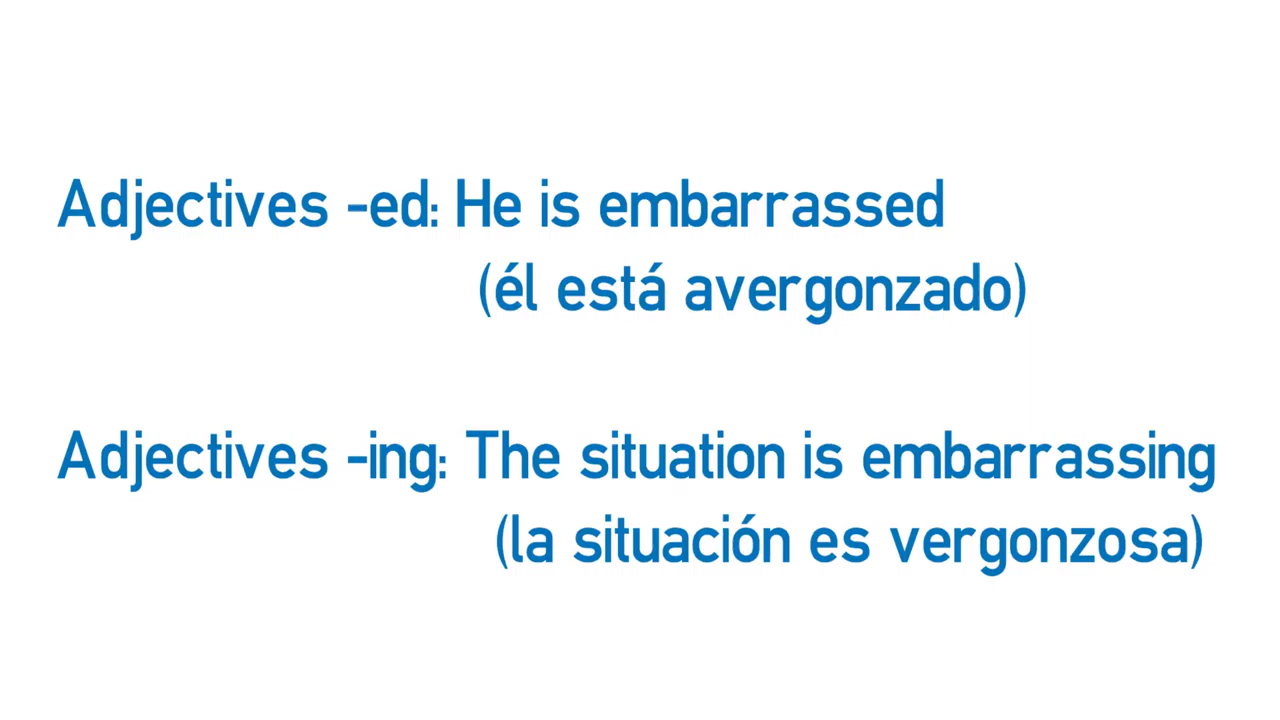 Adjectives -ed: He is embarrassed
(él está avergonzado)
Adjectives -ing: The situation is embarrassing
(la situación es vergonzosa)